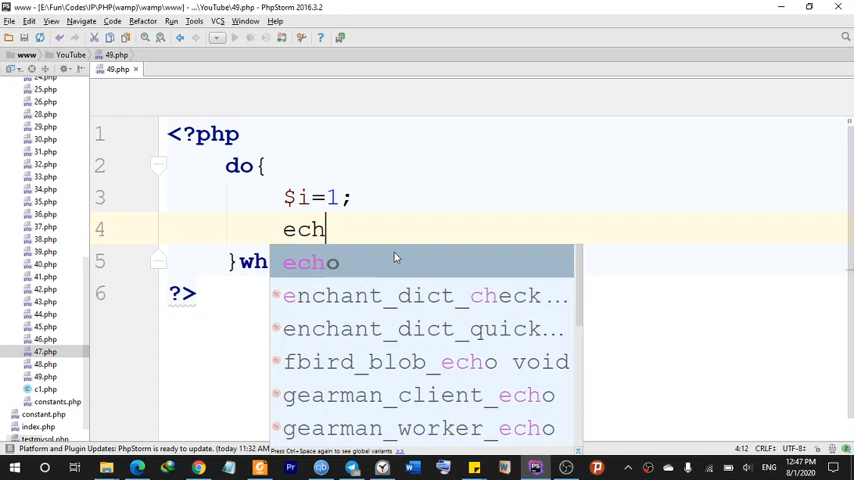 www - [E:\Fun\Codes\IP\PHP(wamp)\wamp\www] - ...\YouTube\49.php - PhpStorm 2016.3.2
File Edit View Navigate Code Refactor Run Tools VCS Window Help
www YouTube 49.php
49.php
25.php
26.php
28.php
29.php
30.php
31.php
32.php
33.php
34.php
35.php
36.php
37.php
38.php
39.php
40.php
41.php
42.php
43.php
44.php
45.php
46.php
47.php
48.php
49.php
c1.php
constants.php
constant.php
index.php
testmysql.php
1 <?php
2 do{
3 $i=1;
4 ech
5 }wh
6 ?>
echo
enchant_dict_check...
enchant_dict_quick...
fbird_blob_echo void
gearman_client_echo
gearman_worker_echo
Press Ctrl+Space again to see global variants >>
Platform and Plugin Updates: PhpStorm is ready to update. (today 11:32 AM)
4:12 CRLF÷ UTF-8÷
ENG
12:47 PM
8/1/2020